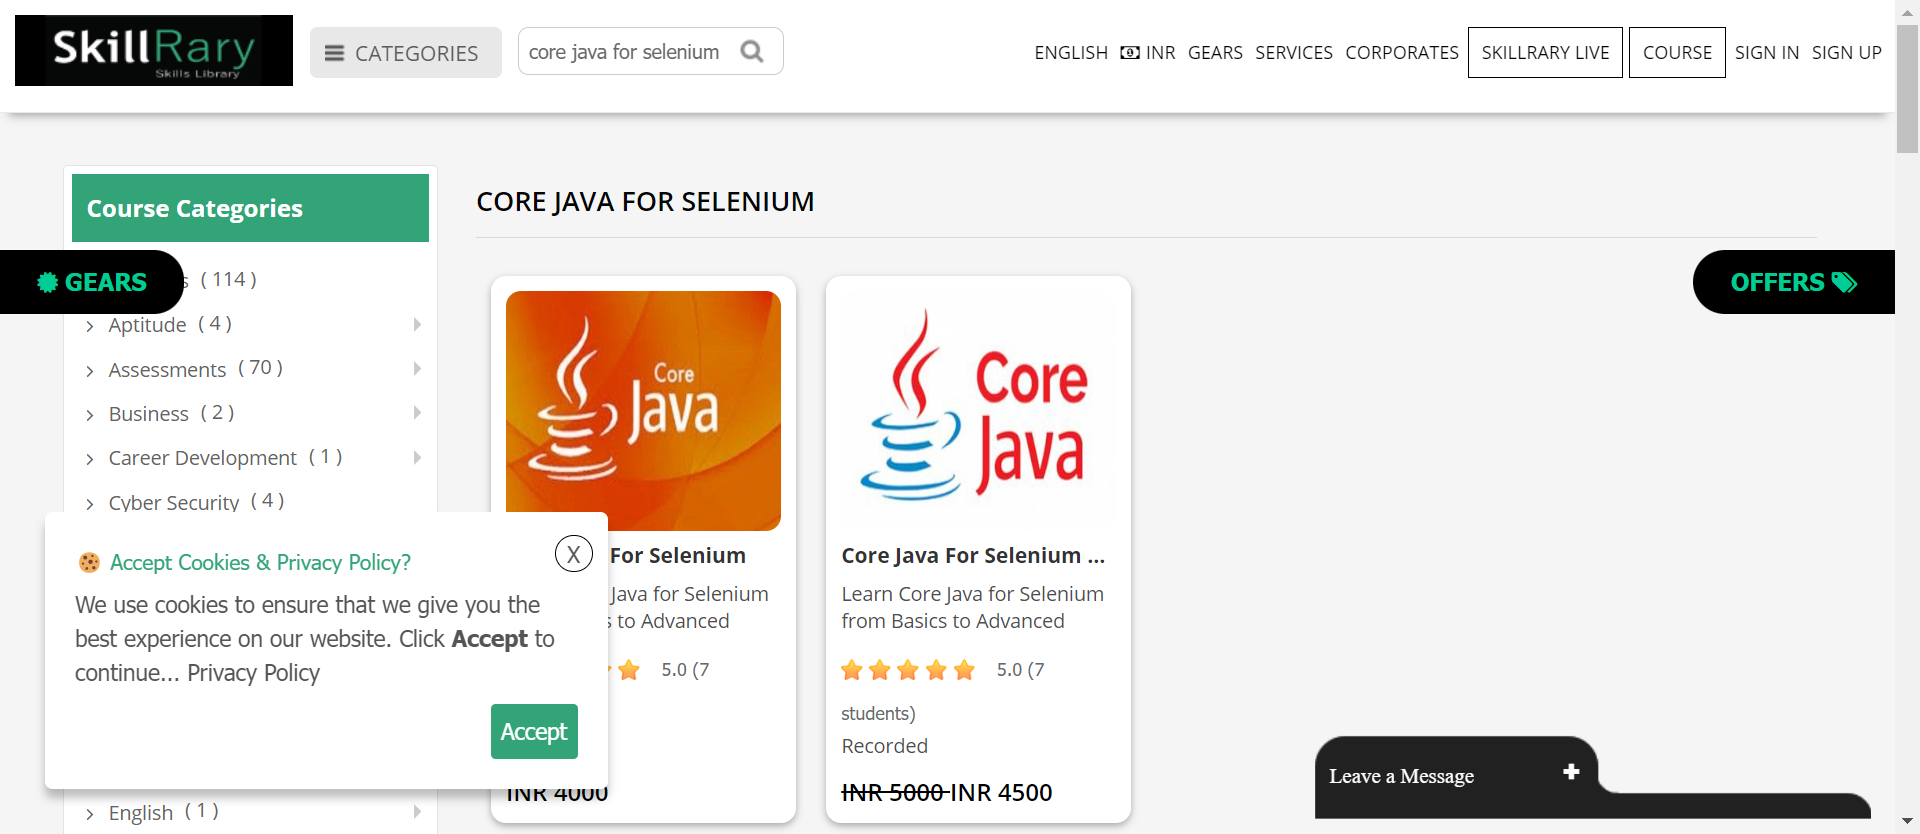 SkillRary
Skills Library
CATEGORIES
core java for selenium
ENGLISH INR GEARS SERVICES CORPORATES SKILLRARY LIVE COURSE SIGN IN SIGN UP
Course Categories
CORE JAVA FOR SELENIUM
GEARS
( 114 )
OFFERS
Aptitude ( 4 )
Assessments ( 70 )
Business ( 2 )
Career Development ( 1 )
Cyber Security ( 4 )
Core
Java
Core
Java
For Selenium
Java for Selenium
to Advanced
5.0 (7
INR 4000
Core Java For Selenium ...
Learn Core Java for Selenium
from Basics to Advanced
5.0 (7
students)
Recorded
INR 5000 INR 4500
Accept Cookies & Privacy Policy?
X
We use cookies to ensure that we give you the
best experience on our website. Click Accept to
continue... Privacy Policy
Accept
English ( 1 )
Leave a Message